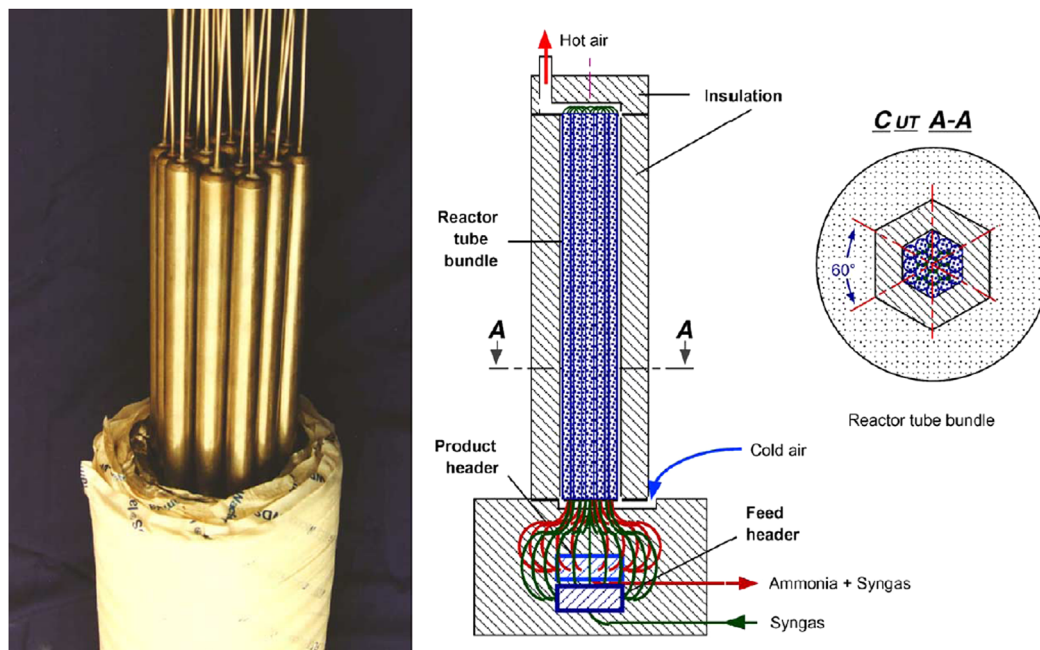 Hot air
Insulation
CUT A-A
Reactor
tube
bundle
60°
A
A
Reactor tube bundle
Product
header
Cold air
Feed
header
Ammonia + Syngas
Syngas